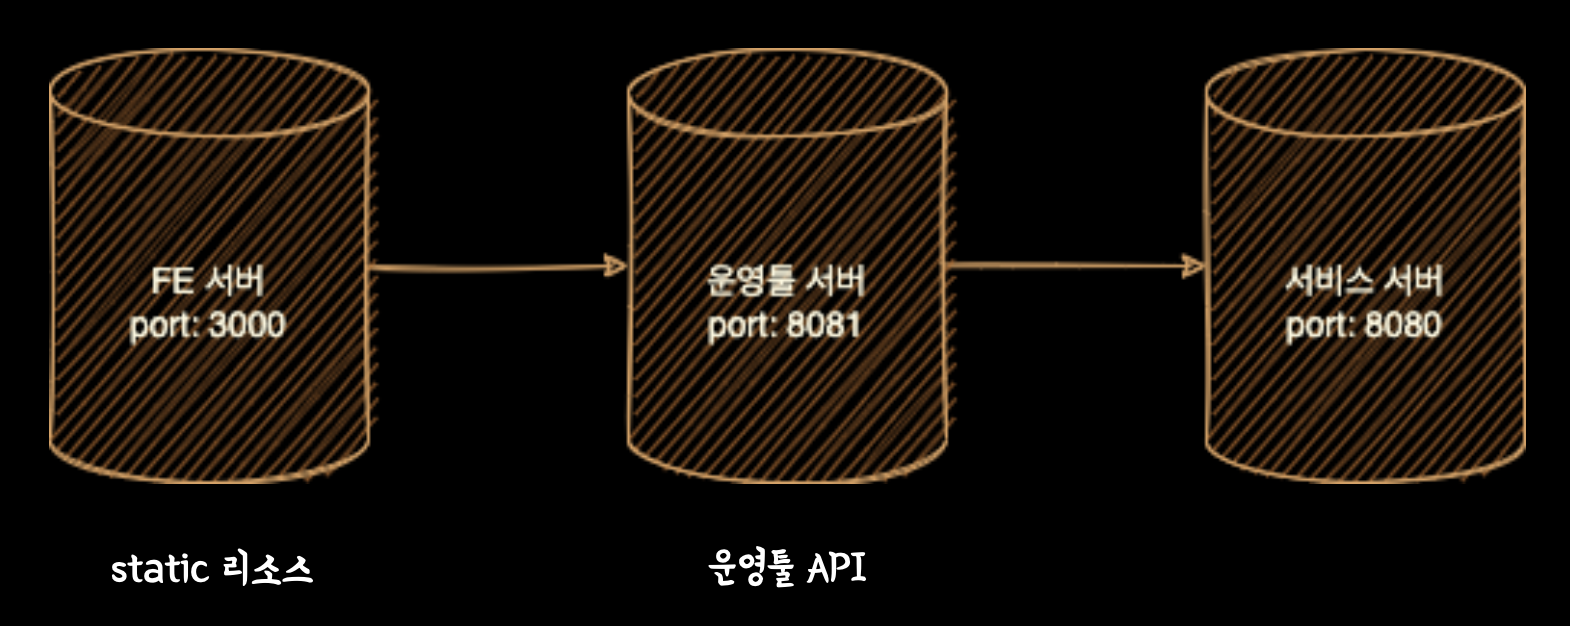 FE 서버
port: 3000
운영툴 서버
port: 8081
서비스 서버
port: 8080
static 리소스
운영툴 API